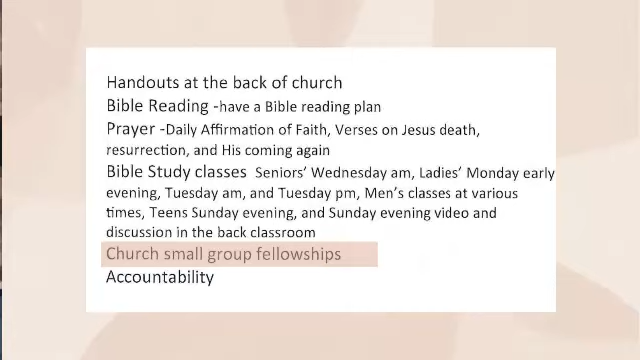 Handouts at the back of church
Bible Reading -have a Bible reading plan
Prayer -Daily Affirmation of Faith, Verses on Jesus death,
resurrection, and His coming again
Bible Study classes  Seniors' Wednesday am, Ladies' Monday early
evening, Tuesday am, and Tuesday pm, Men's classes at various
times, Teens Sunday evening, and Sunday evening video and
discussion in the back classroom
Church small group fellowships
Accountability